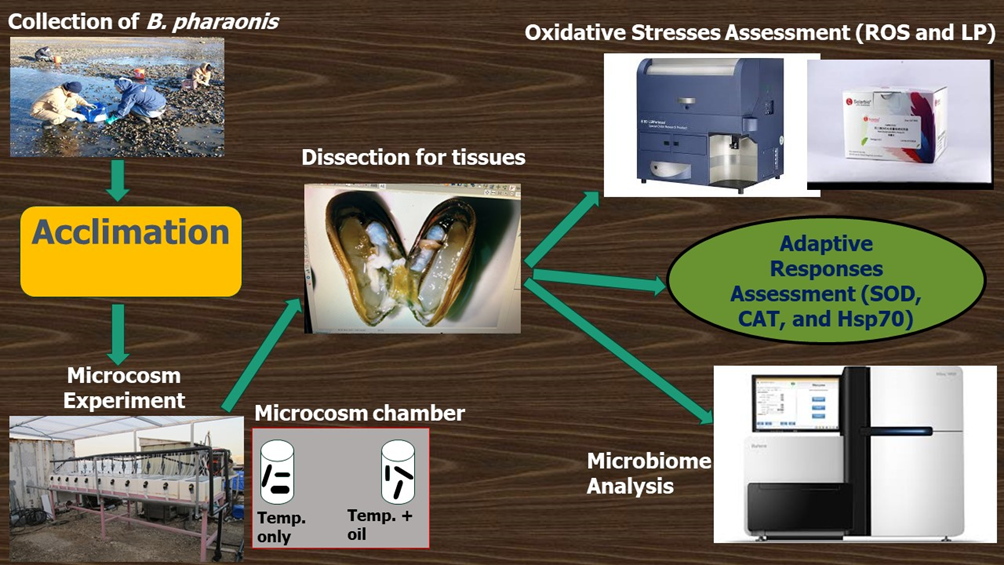 Collection of B. pharaonis
Oxidative Stresses Assessment (ROS and LP)
Dissection for tissues
Acclimation
Adaptive
Responses
Assessment (SOD,
CAT, and Hsp70)
Microcosm
Experiment
Microcosm chamber
Temp.
only
Temp. +
oil
Microbiome
Analysis